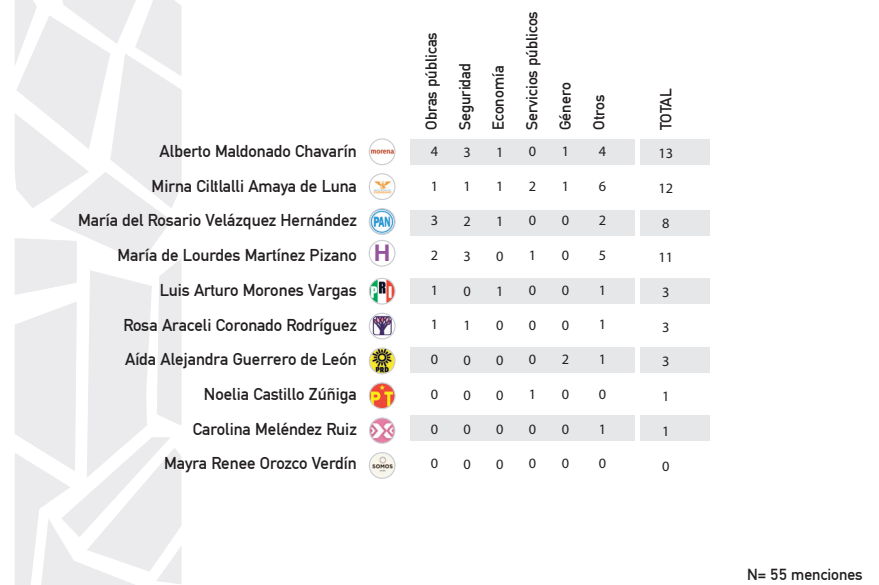 Obras públicas Seguridad Economía Servicios públicos Género Otros TOTAL
Alberto Maldonado Chavarín morena 4 3 1 0 1 4 13
Mirna Ciltlalli Amaya de Luna 1 1 1 2 1 6 12
María del Rosario Velázquez Hernández PAN 3 2 1 0 0 2 8
María de Lourdes Martínez Pizano H 2 3 0 1 0 5 11
Luis Arturo Morones Vargas PRI 1 0 1 0 0 1 3
Rosa Araceli Coronado Rodríguez 1 1 0 0 0 1 3
Aída Alejandra Guerrero de León PRD 0 0 0 0 2 1 3
Noelia Castillo Zúñiga PT 0 0 0 1 0 0 1
Carolina Meléndez Ruiz 0 0 0 0 0 1 1
Mayra Renee Orozco Verdín SOMOS 0 0 0 0 0 0 0
N= 55 menciones